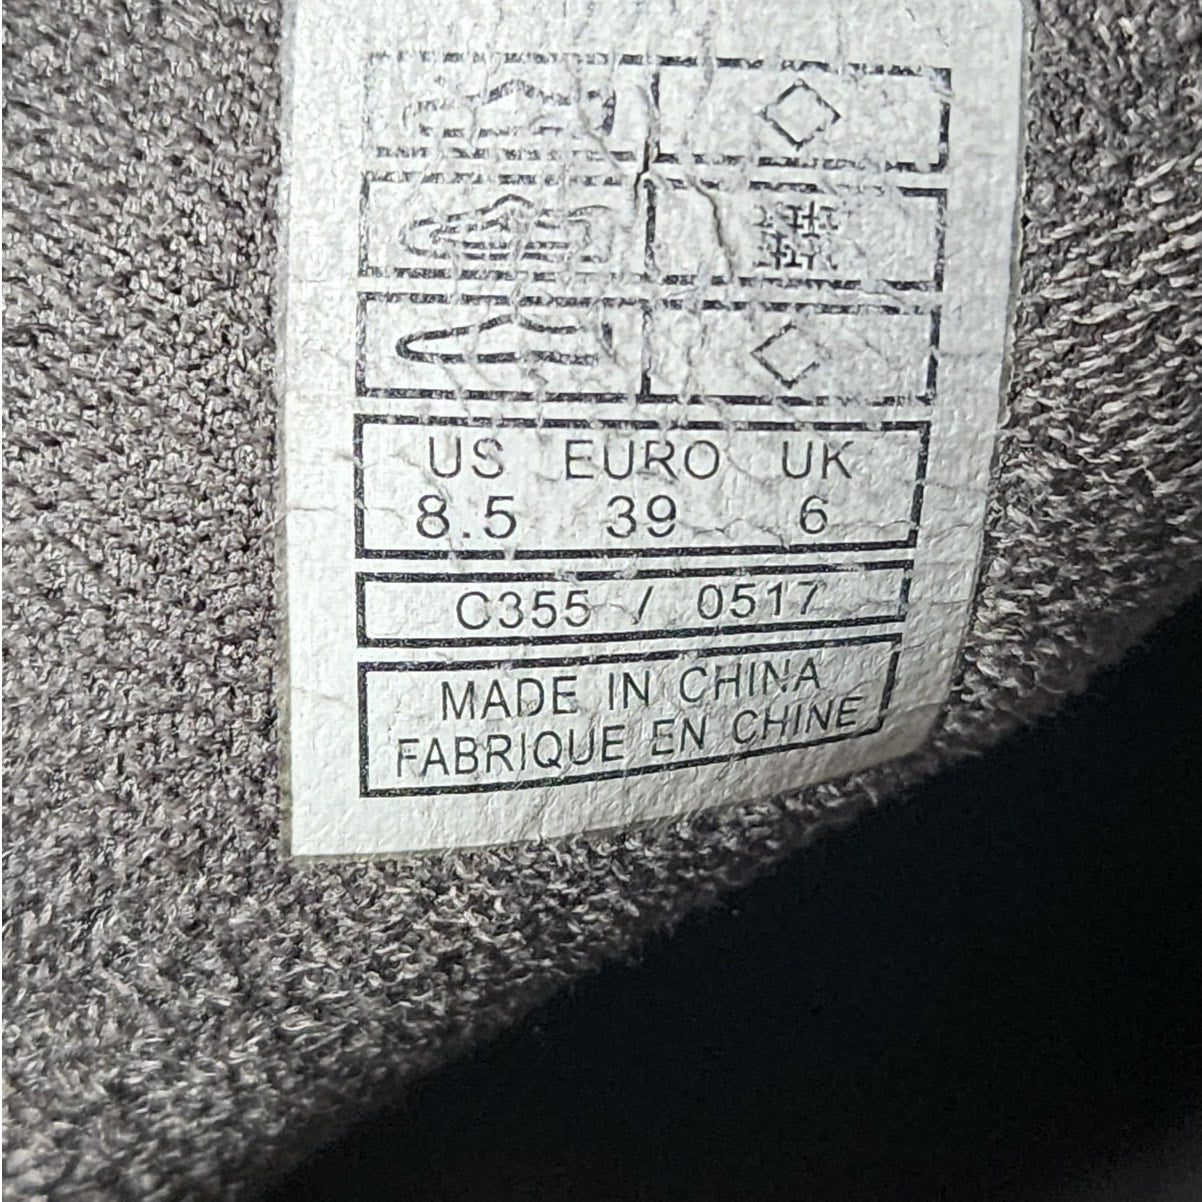 US EURO UK
8.5 39 6
C355 / 0517
MADE IN CHINA
FABRIQUE EN CHINE